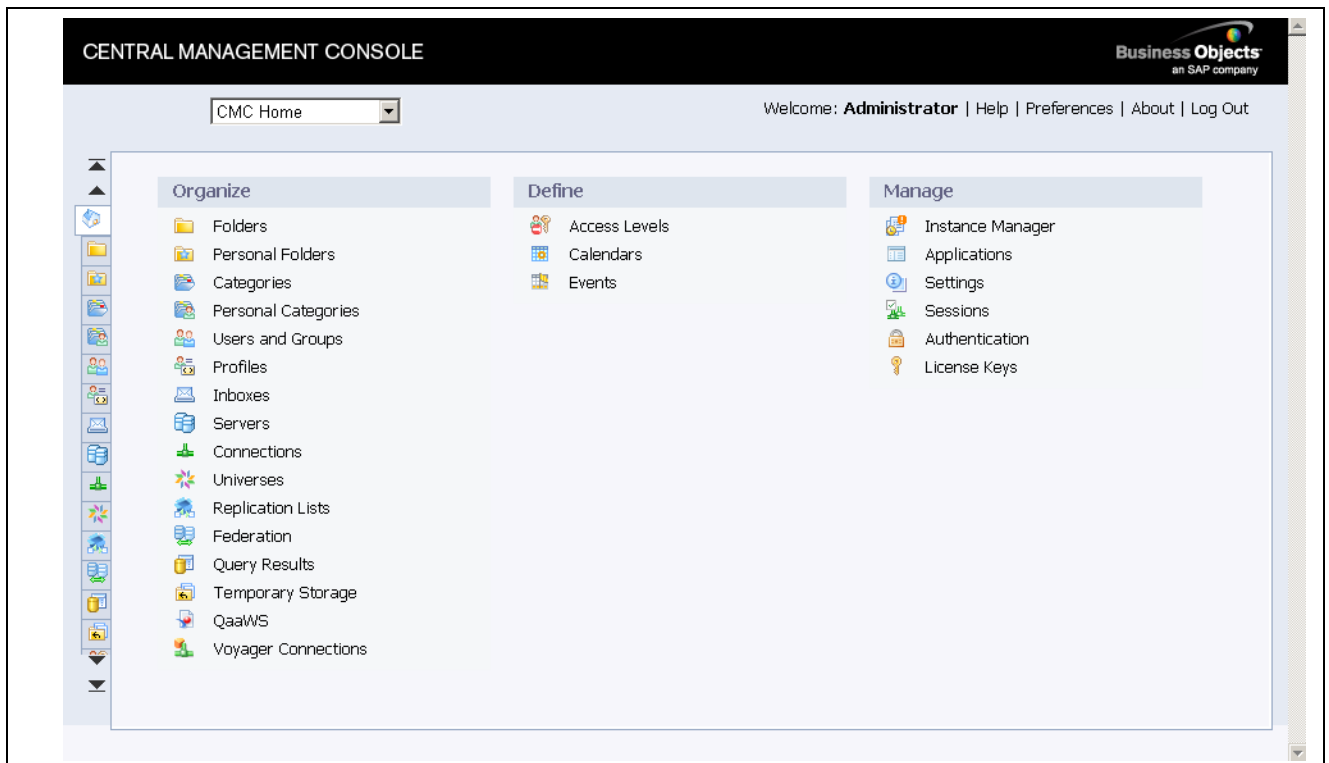 CENTRAL MANAGEMENT CONSOLE
Business Objects
an SAP company
CMC Home
Welcome: Administrator | Help | Preferences | About | Log Out
Organize
Folders
Personal Folders
Categories
Personal Categories
Users and Groups
Profiles
Inboxes
Servers
Connections
Universes
Replication Lists
Federation
Query Results
Temporary Storage
QaaWS
Voyager Connections
Define
Access Levels
Calendars
Events
Manage
Instance Manager
Applications
Settings
Sessions
Authentication
License Keys